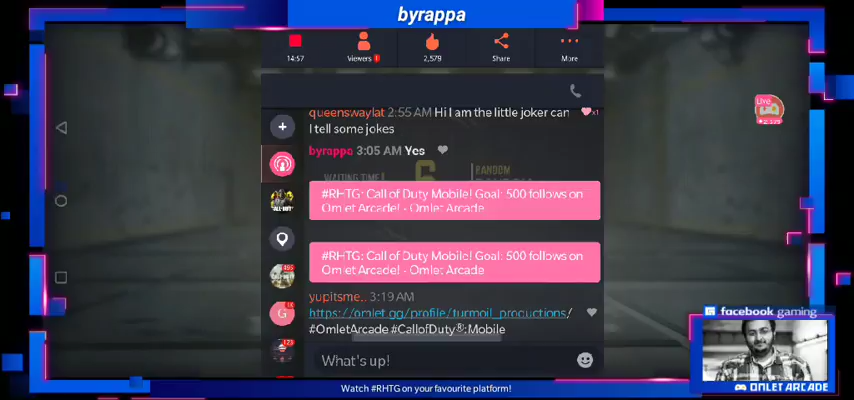 byrappa
14:57
Viewers
2,579
Share
More
Live
queenswaylat 2:55 AM Hi I am the little joker can
I tell some jokes
byrappa 3:05 AM Yes
WAITING TIME
RANDOM
#RHTG: Call of Duty Mobile! Goal: 500 follows on
Omlet Arcade! - Omlet Arcade
#RHTG: Call of Duty Mobile! Goal: 500 follows on
Omlet Arcade! - Omlet Arcade
yupitsme.. 3:19 AM
https://omlet.gg/profile/turmoil_productions/
#OmletArcade #CallofDuty®:Mobile
G
What's up!
facebook gaming
OMLET ARCADE
Watch #RHTG on your favourite platform!